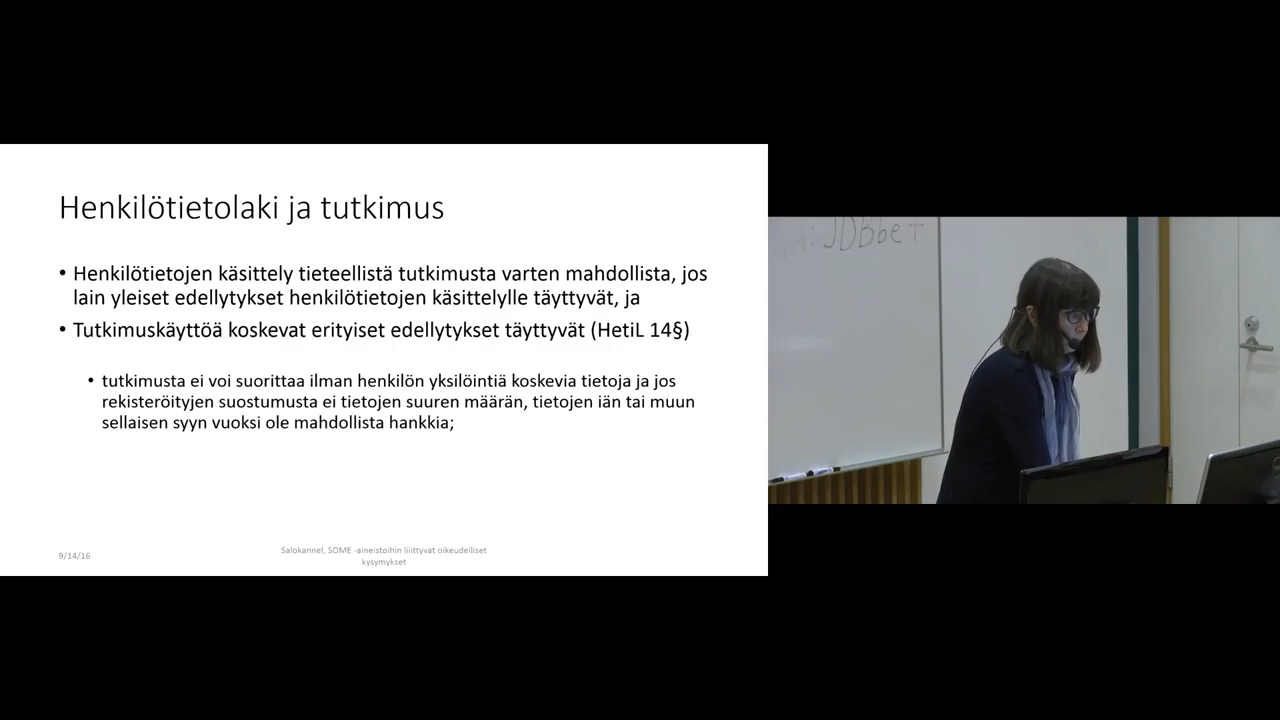 Henkilötietolaki ja tutkimus
• Henkilötietojen käsittely tieteellistä tutkimusta varten mahdollista, jos
lain yleiset edellytykset henkilötietojen käsittelylle täyttyvät, ja
• Tutkimuskäyttöä koskevat erityiset edellytykset täyttyvät (HetiL 14§)
• tutkimusta ei voi suorittaa ilman henkilön yksilöintiä koskevia tietoja ja jos
rekisteröityjen suostumusta ei tietojen suuren määrän, tietojen iän tai muun
sellaisen syyn vuoksi ole mahdollista hankkia;
9/14/16
Salokannel, SOME -aineistoihin liiittyvät oikeudelliset
kysymykset